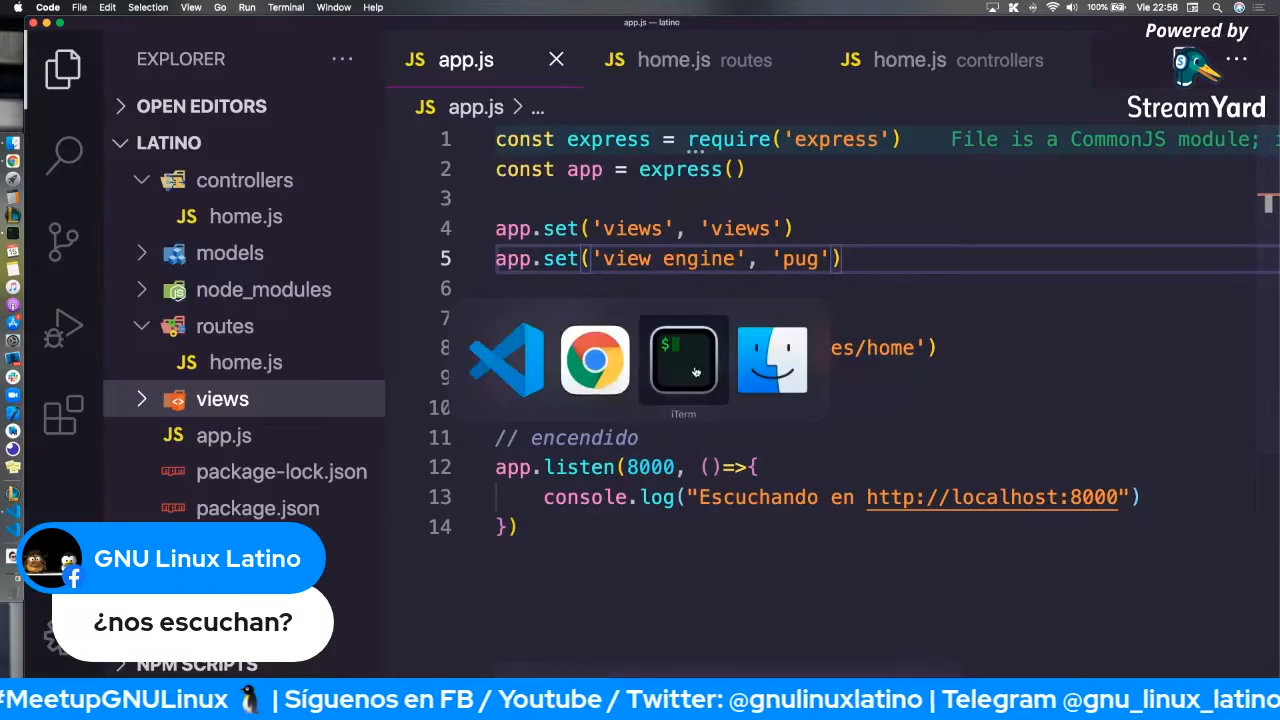 Code File Edit Selection View Go Run Terminal Window Help
100% Vie 22:58
app.js — latino
Powered by
StreamYard
EXPLORER
OPEN EDITORS
LATINO
controllers
JS home.js
models
node_modules
routes
JS home.js
views
JS app.js
package-lock.json
package.json
NPM SCRIPTS
JS app.js
JS home.js routes
JS home.js controllers
JS app.js > ...
1 const express = require('express') File is a CommonJS module;
2 const app = express()
3
4 app.set('views', 'views')
5 app.set('view engine', 'pug')
6
7
8 es/home')
9
10
11 // encendido
12 app.listen(8000, ()=>{
13 console.log("Escuchando en http://localhost:8000")
14 })
$
iTerm
GNU Linux Latino
¿nos escuchan?
#MeetupGNULinux 🐧 | Síguenos en FB / Youtube / Twitter: @gnulinuxlatino | Telegram @gnu_linux_latino